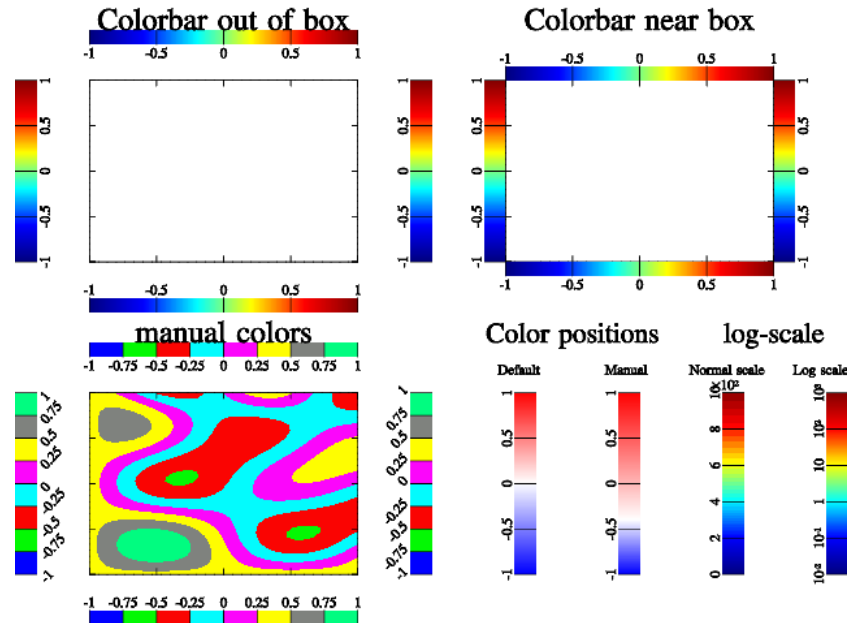 Colorbar out of box
-1 -0.5 0 0.5 1
-1 -0.5 0 0.5 1
-1 -0.5 0 0.5 1
-1 -0.5 0 0.5 1
Colorbar near box
-1 -0.5 0 0.5 1
-1 -0.5 0 0.5 1
-1 -0.5 0 0.5 1
-1 -0.5 0 0.5 1
manual colors
-1 -0.75 -0.5 -0.25 0 0.25 0.5 0.75 1
-1 -0.75 -0.5 -0.25 0 0.25 0.5 0.75 1
-1 -0.75 -0.5 -0.25 0 0.25 0.5 0.75 1
-1 -0.75 -0.5 -0.25 0 0.25 0.5 0.75 1
Color positions
Default
-1 -0.5 0 0.5 1
Manual
-1 -0.5 0 0.5 1
log-scale
Normal scale
0 2 4 6 8 10 ×10²
Log scale
1